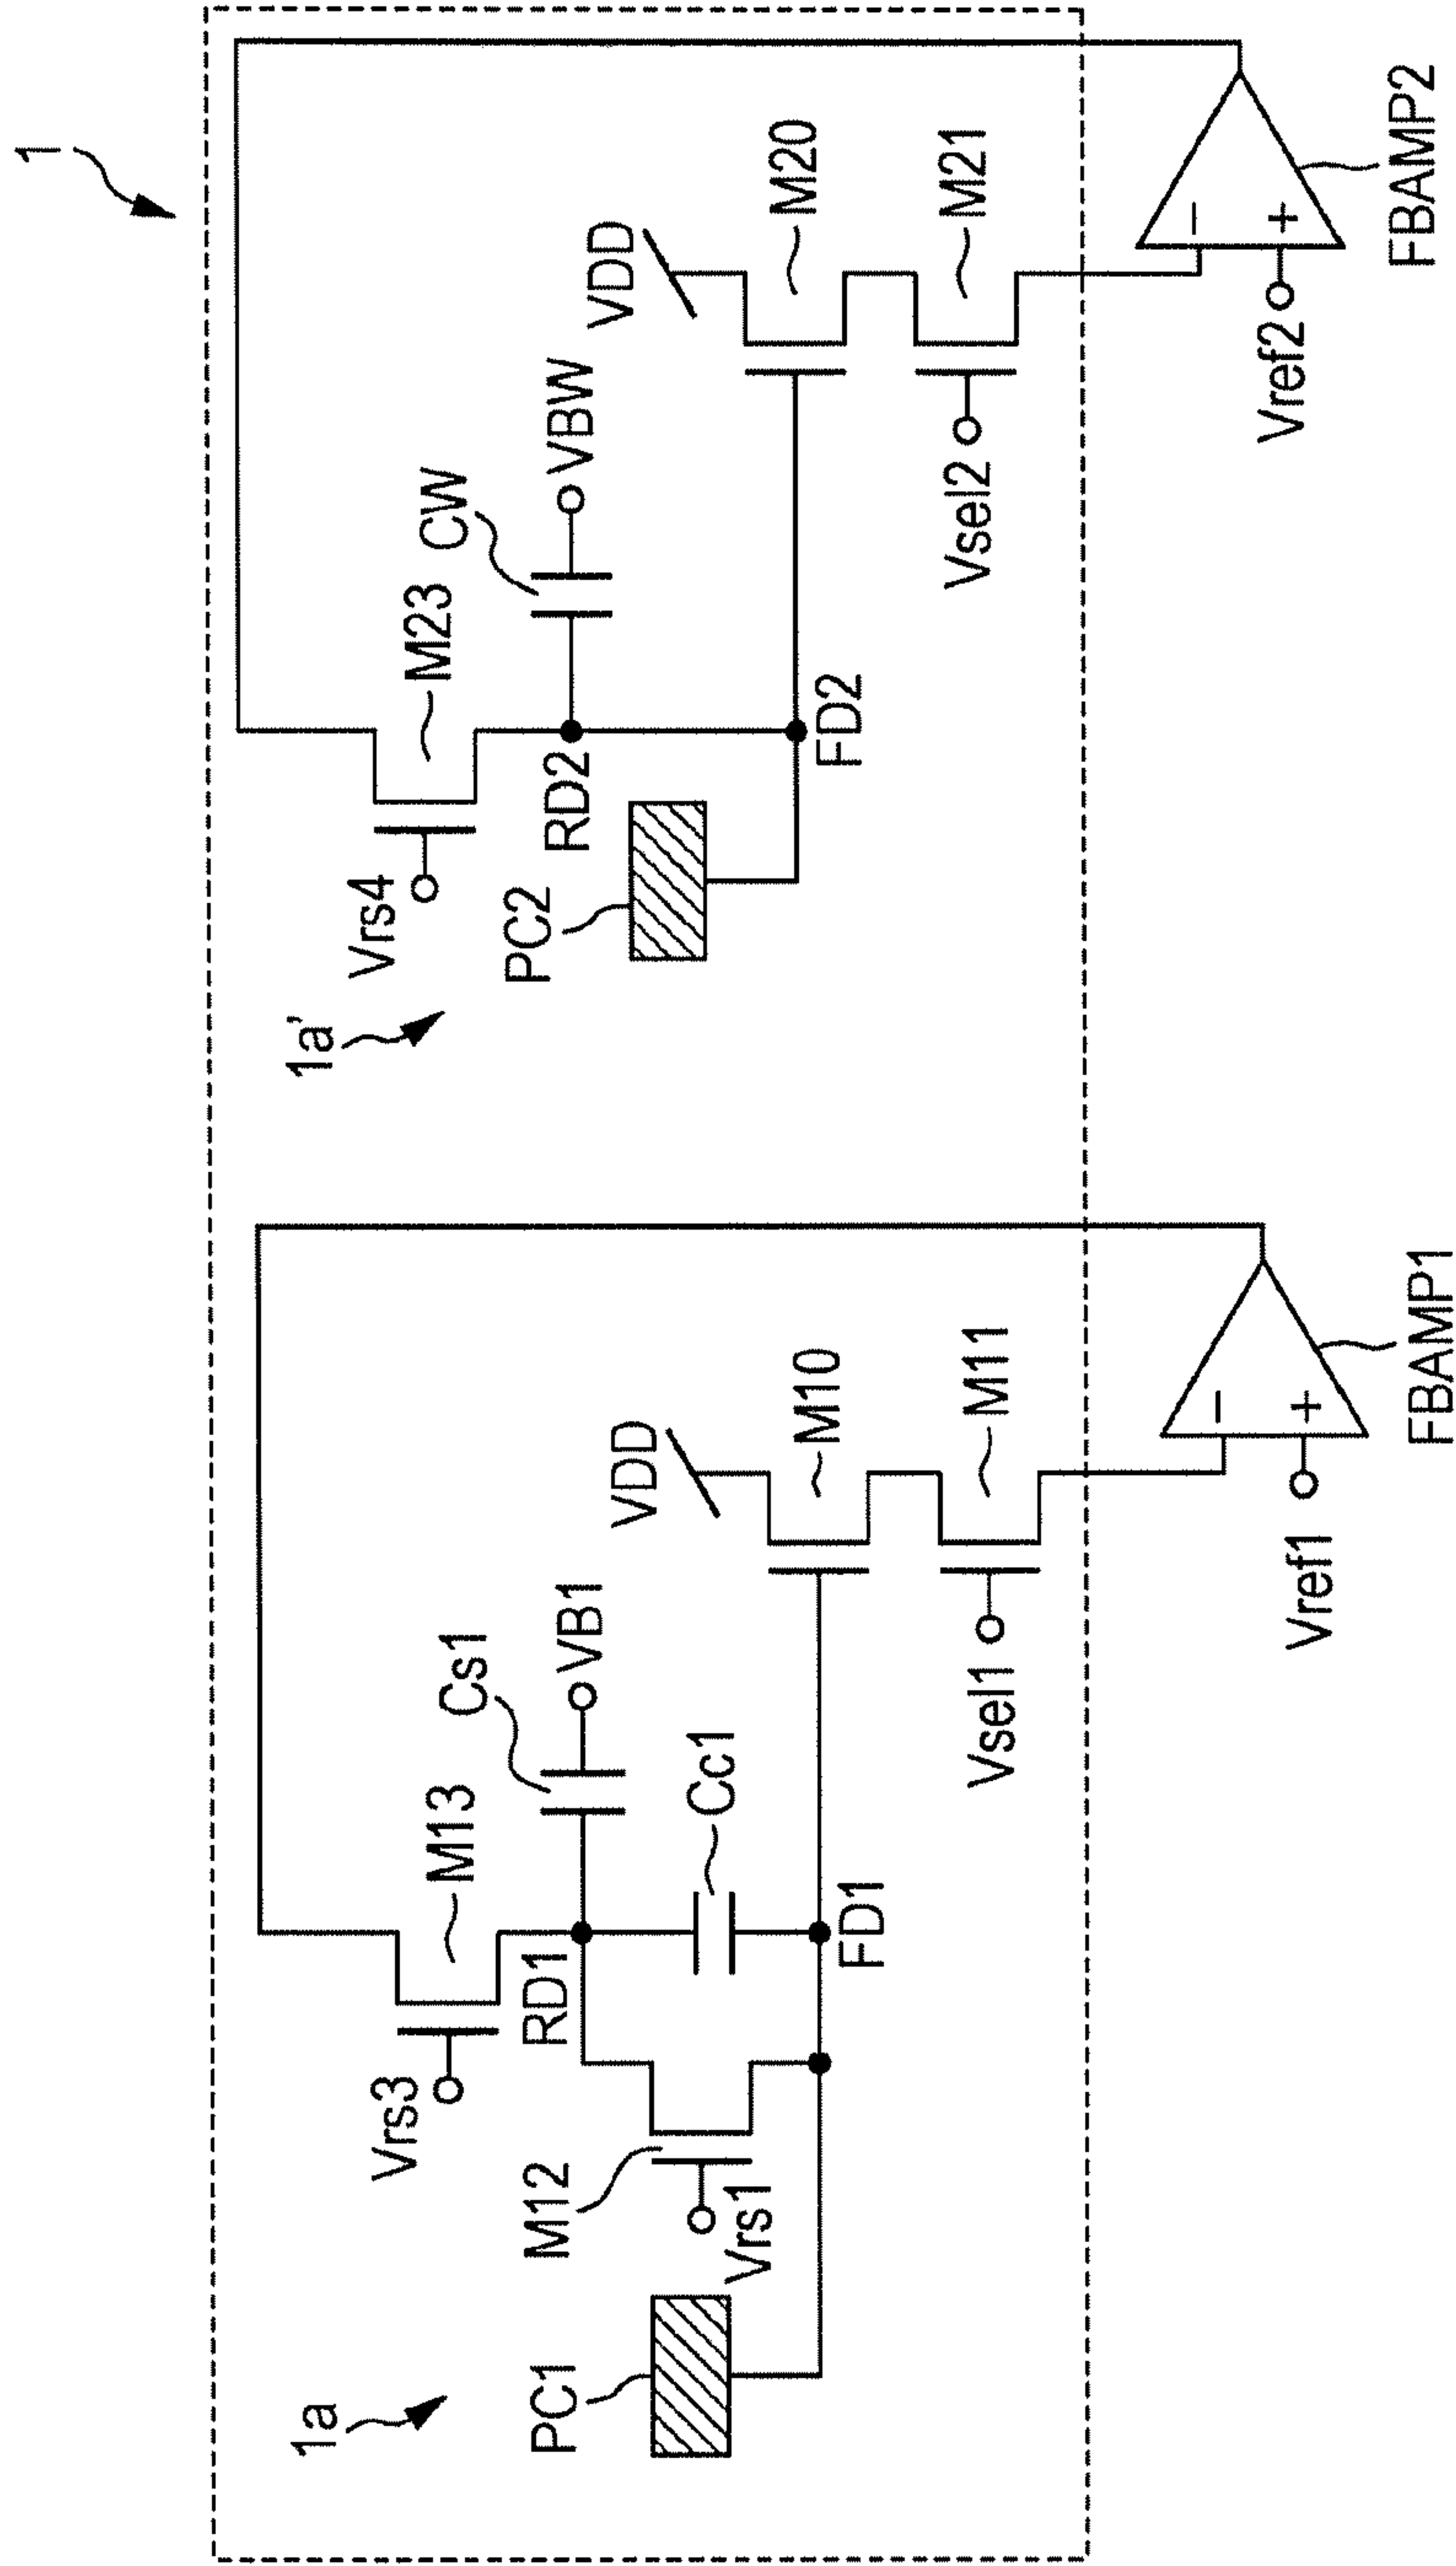 1
1a
M13
Cs1
VB1
Vrs3
RD1
M12
Vrs1
Cc1
PC1
FD1
VDD
M10
M11
Vsel1
Vref1
−
+
FBAMP1
1a'
M23
CW
VBW
Vrs4
RD2
PC2
FD2
VDD
M20
M21
Vsel2
Vref2
−
+
FBAMP2